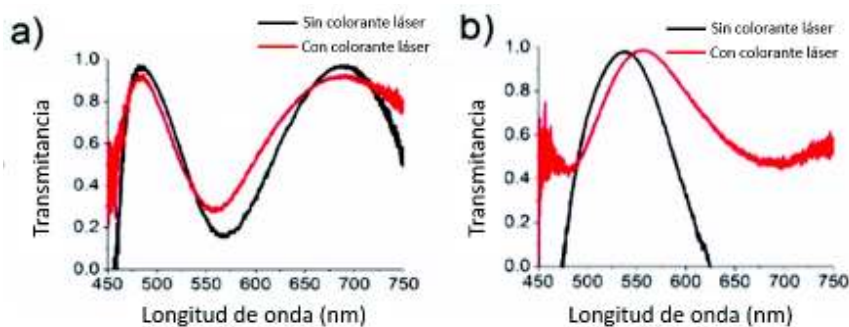 a)
Sin colorante láser
Con colorante láser
Transmitancia
1.0
0.8
0.6
0.4
0.2
0.0
450 500 550 600 650 700 750
Longitud de onda (nm)
b)
Sin colorante láser
Con colorante láser
Transmitancia
1.0
0.8
0.6
0.4
0.2
0.0
450 500 550 600 650 700 750
Longitud de onda (nm)